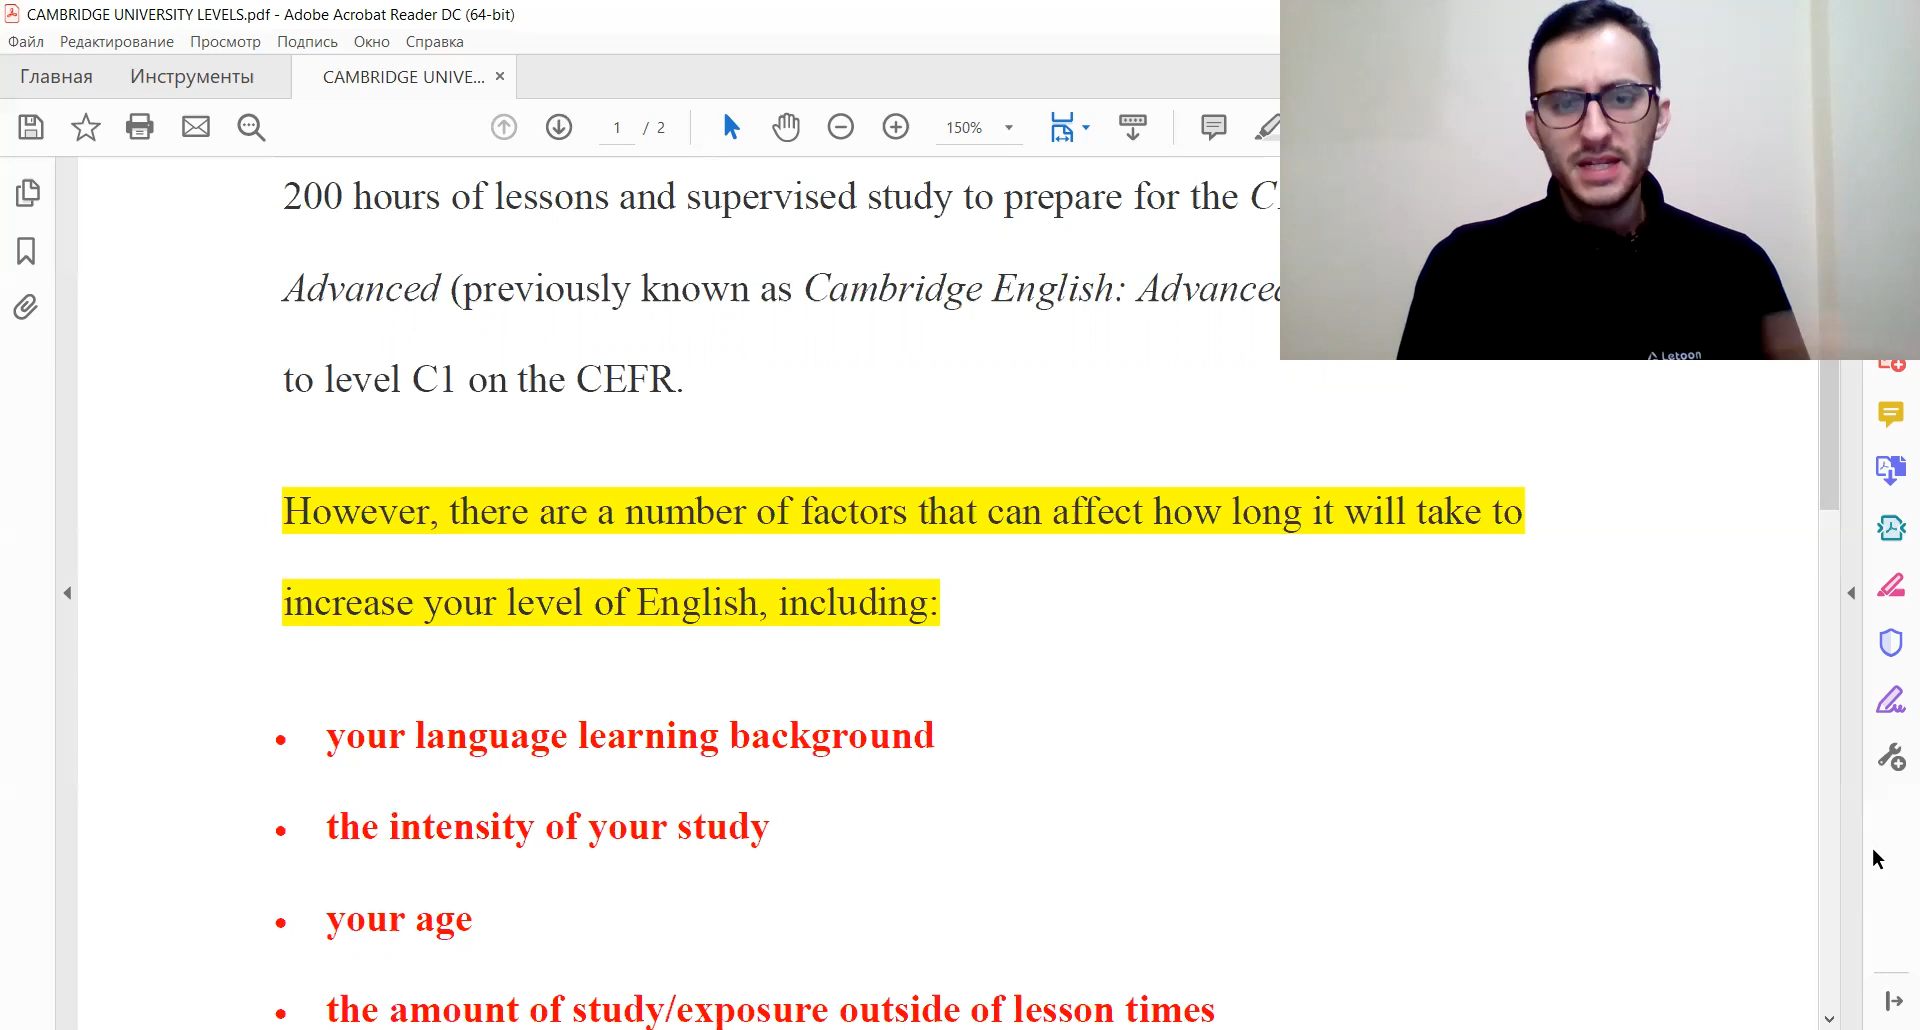 CAMBRIDGE UNIVERSITY LEVELS.pdf - Adobe Acrobat Reader DC (64-bit)
Файл Редактирование Просмотр Подпись Окно Справка
Главная Инструменты CAMBRIDGE UNIVE... ×
1 / 2 150%
200 hours of lessons and supervised study to prepare for the C
Advanced (previously known as Cambridge English: Advanced
to level C1 on the CEFR.
However, there are a number of factors that can affect how long it will take to
increase your level of English, including:
• your language learning background
• the intensity of your study
• your age
• the amount of study/exposure outside of lesson times
Letoon